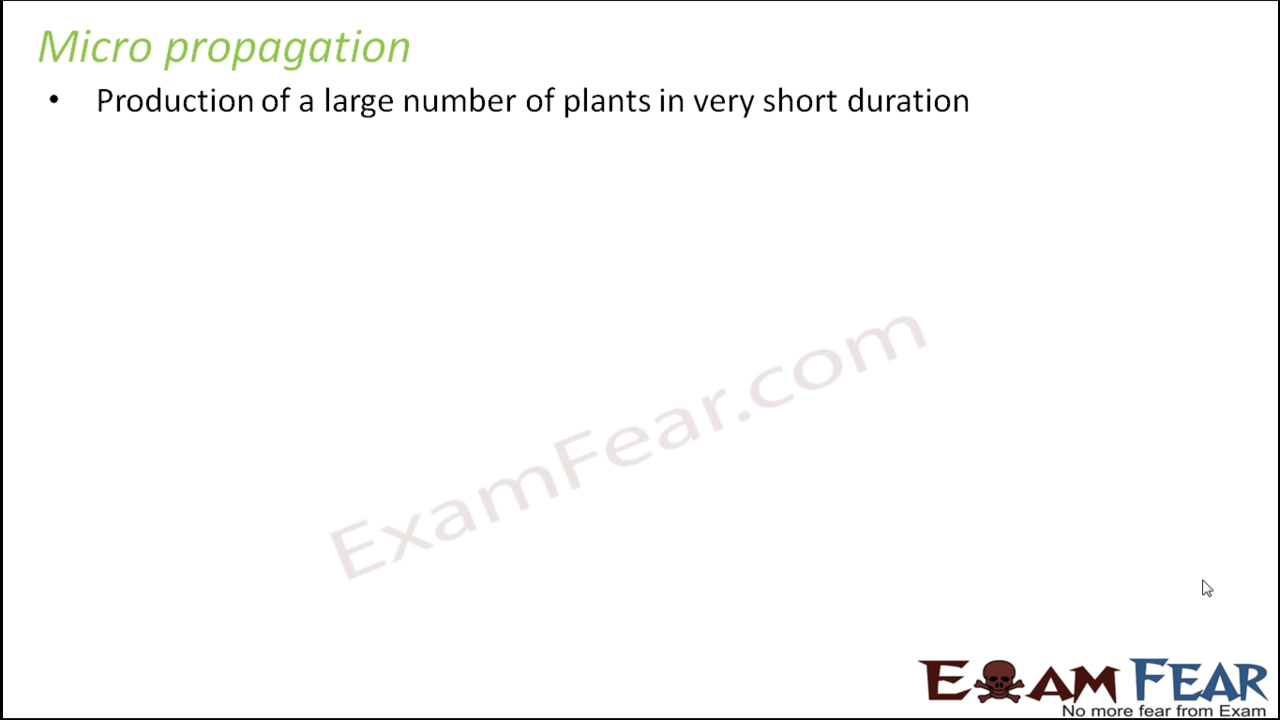 Micro propagation
• Production of a large number of plants in very short duration
ExamFear.com
EXAM FEAR
No more fear from Exam